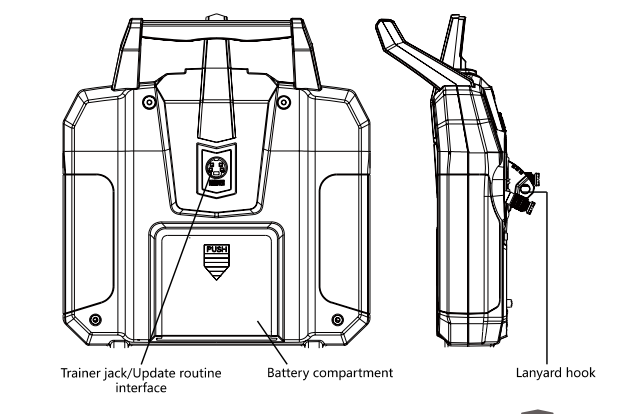 PUSH
Trainer jack/Update routine
interface
Battery compartment
Lanyard hook